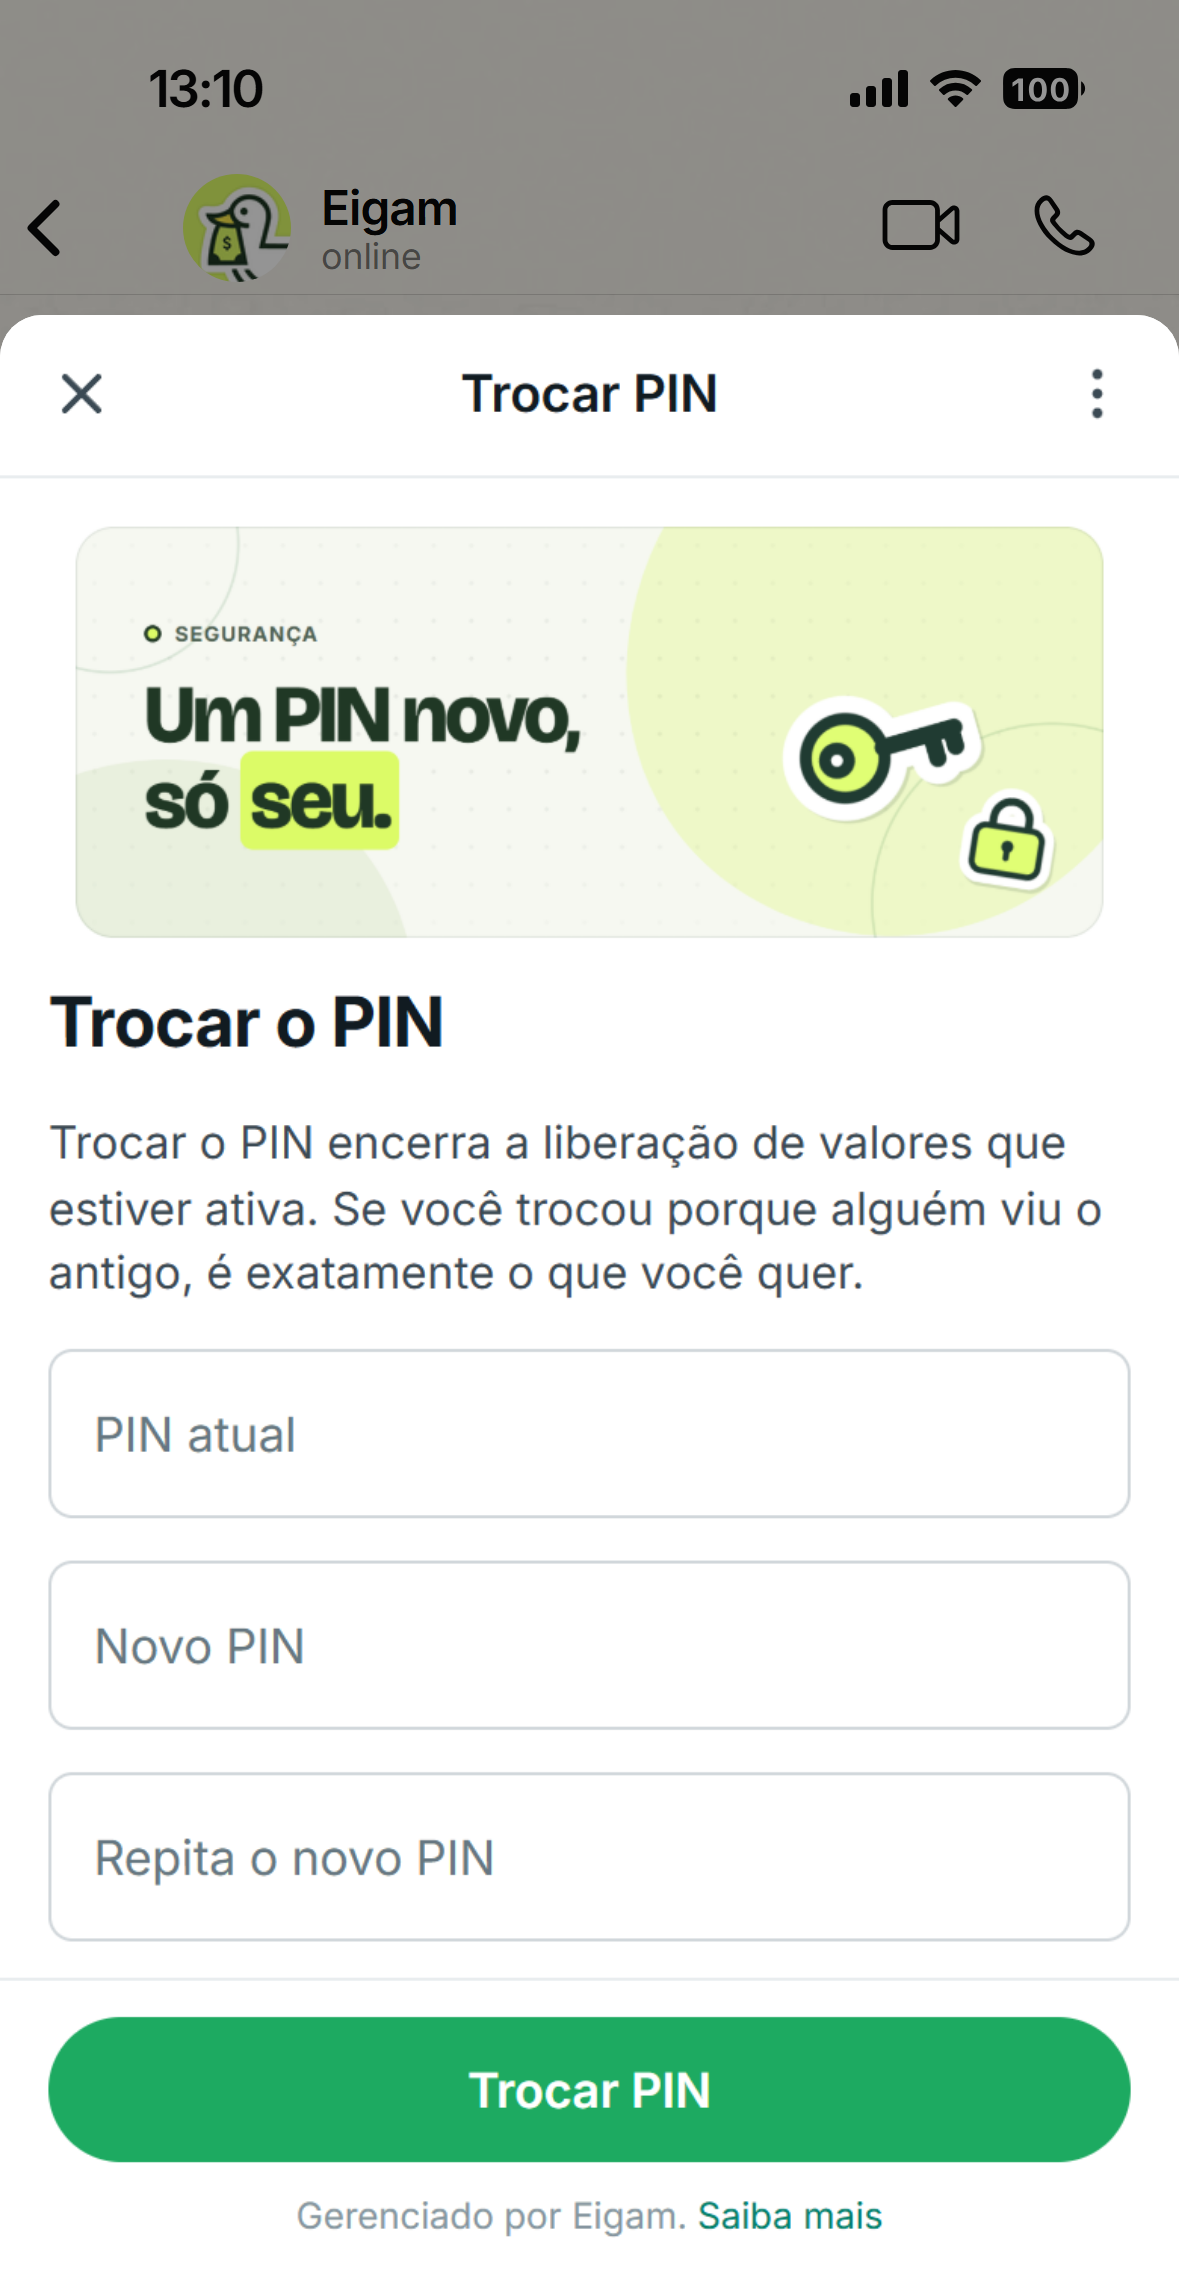 13:10
100
Eigam
online
$
Trocar PIN
SEGURANÇA
Um PIN novo,
só seu.
Trocar o PIN
Trocar o PIN encerra a liberação de valores que
estiver ativa. Se você trocou porque alguém viu o
antigo, é exatamente o que você quer.
PIN atual
Novo PIN
Repita o novo PIN
Trocar PIN
Gerenciado por Eigam. Saiba mais